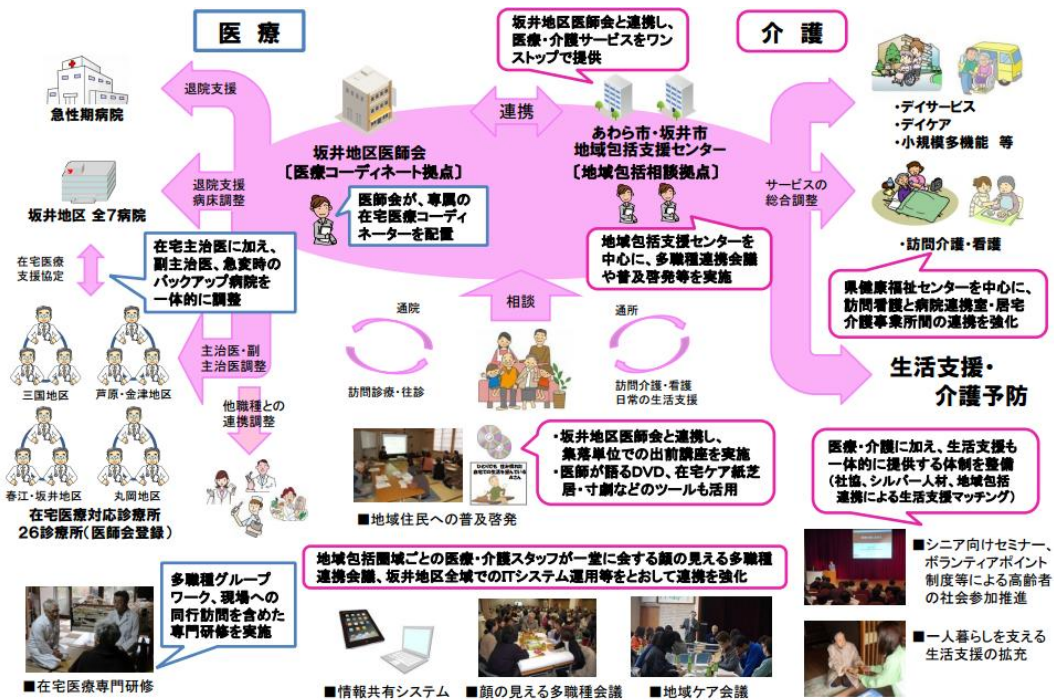 医 療
坂井地区医師会と連携し、
医療・介護サービスをワン
ストップで提供
介 護
退院支援
急性期病院
連携
坂井地区医師会
〔医療コーディネート拠点〕
あわら市・坂井市
地域包括支援センター
〔地域包括相談拠点〕
・デイサービス
・デイケア
・小規模多機能 等
退院支援
病床調整
坂井地区 全7病院
医師会が、専属の
在宅医療コーディ
ネーターを配置
サービスの
総合調整
地域包括支援センターを
中心に、多職種連携会議
や普及啓発等を実施
・訪問介護・看護
在宅医療
支援協定
在宅主治医に加え、
副主治医、急変時の
バックアップ病院を
一体的に調整
県健康福祉センターを中心に、
訪問看護と病院連携室・居宅
介護事業所間の連携を強化
相談
通院
通所
訪問診療・往診
訪問介護・看護
日常の生活支援
主治医・副
主治医調整
三国地区
芦原・金津地区
生活支援・
介護予防
他職種との
連携調整
春江・坂井地区
丸岡地区
在宅医療対応診療所
26診療所(医師会登録)
・坂井地区医師会と連携し、
集落単位での出前講座を実施
・医師が語るDVD、在宅ケア紙芝
居・寸劇などのツールも活用
■地域住民への普及啓発
医療・介護に加え、生活支援も
一体的に提供する体制を整備
(社協、シルバー人材、地域包括
連携による生活支援マッチング)
地域包括圏域ごとの医療・介護スタッフが一堂に会する顔の見える多職種
連携会議、坂井地区全域でのITシステム運用等をとおして連携を強化
■シニア向けセミナー、
ボランティアポイント
制度等による高齢者
の社会参加推進
多職種グループ
ワーク、現場への
同行訪問を含めた
専門研修を実施
■一人暮らしを支える
生活支援の拡充
■在宅医療専門研修
■情報共有システム
■顔の見える多職種会議
■地域ケア会議